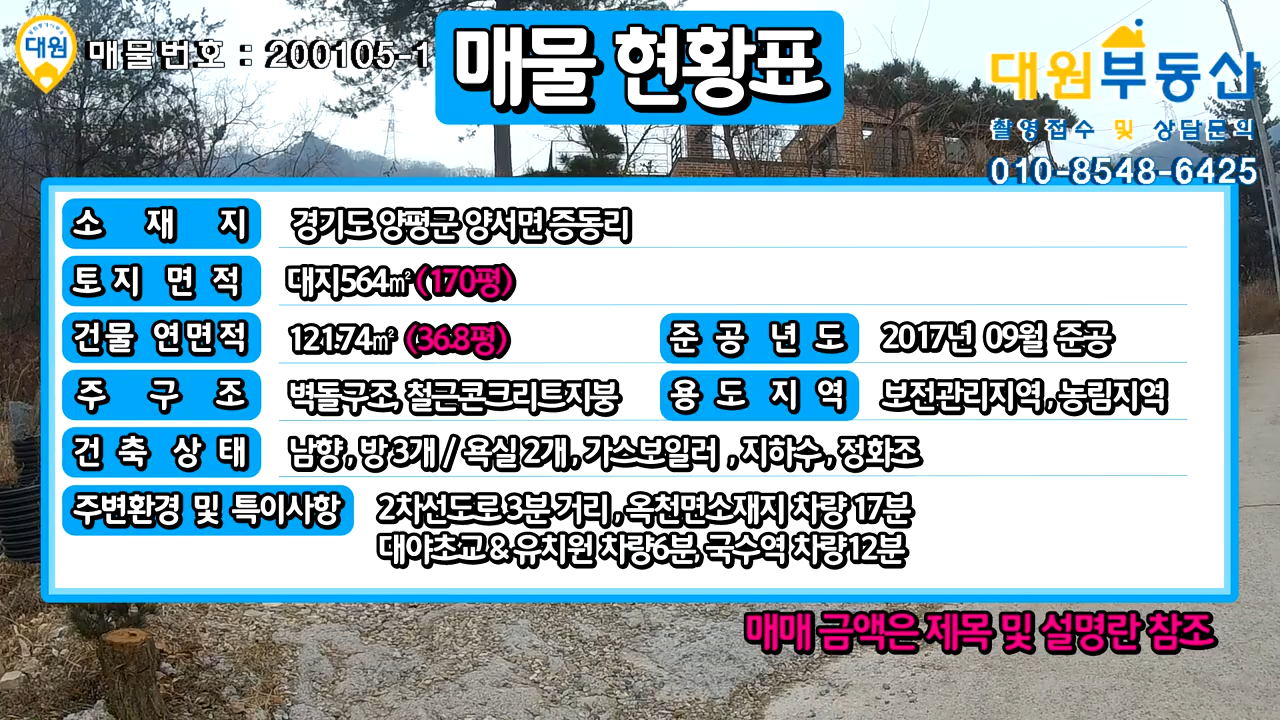 대원
매물번호 : 200105-1
매물 현황표
대원부동산
촬영접수 및 상담문의
010-8548-6425
소재지 경기도 양평군 양서면 증동리
토지 면적 대지564㎡(170평)
건물 연면적 121.74㎡ (36.8평) 준공년도 2017년 09월 준공
주구조 벽돌구조, 철근콘크리트지붕 용도지역 보전관리지역, 농림지역
건축상태 남향, 방3개 / 욕실 2개, 가스보일러 , 지하수, 정화조
주변환경 및 특이사항 2차선도로 3분 거리, 옥천면소재지 차량 17분
대야초교 & 유치원 차량6분, 국수역 차량12분
매매 금액은 제목 및 설명란 참조